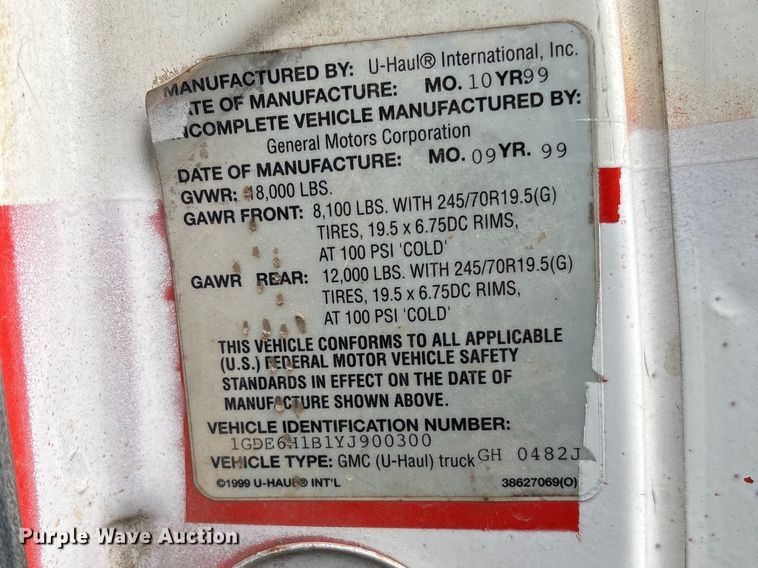 MANUFACTURED BY: U-Haul® International, Inc.
DATE OF MANUFACTURE: MO. 10 YR99
INCOMPLETE VEHICLE MANUFACTURED BY:
General Motors Corporation
DATE OF MANUFACTURE: MO. 09 YR. 99
GVWR: 18,000 LBS.
GAWR FRONT: 8,100 LBS. WITH 245/70R19.5(G)
TIRES, 19.5 x 6.75DC RIMS,
AT 100 PSI 'COLD'
GAWR REAR: 12,000 LBS. WITH 245/70R19.5(G)
TIRES, 19.5 x 6.75DC RIMS,
AT 100 PSI 'COLD'
THIS VEHICLE CONFORMS TO ALL APPLICABLE
(U.S.) FEDERAL MOTOR VEHICLE SAFETY
STANDARDS IN EFFECT ON THE DATE OF
MANUFACTURE SHOWN ABOVE.
VEHICLE IDENTIFICATION NUMBER:
1GDE6H1B1YJ900300
VEHICLE TYPE: GMC (U-Haul) truck GH 0482J
©1999 U-HAUL® INT'L 38627069(O)
Purple Wave Auction